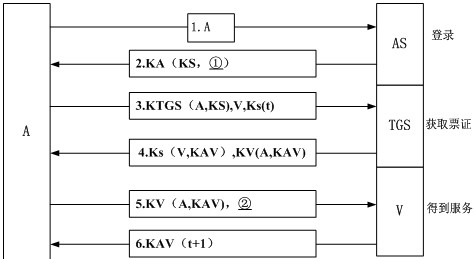 1.A
AS
登录
2.KA（KS，①）
3.KTGS（A,KS),V,Ks(t)
A
TGS
获取票证
4.Ks（V,KAV）,KV(A,KAV)
5.KV（A,KAV)，②
V
得到服务
6.KAV（t+1）